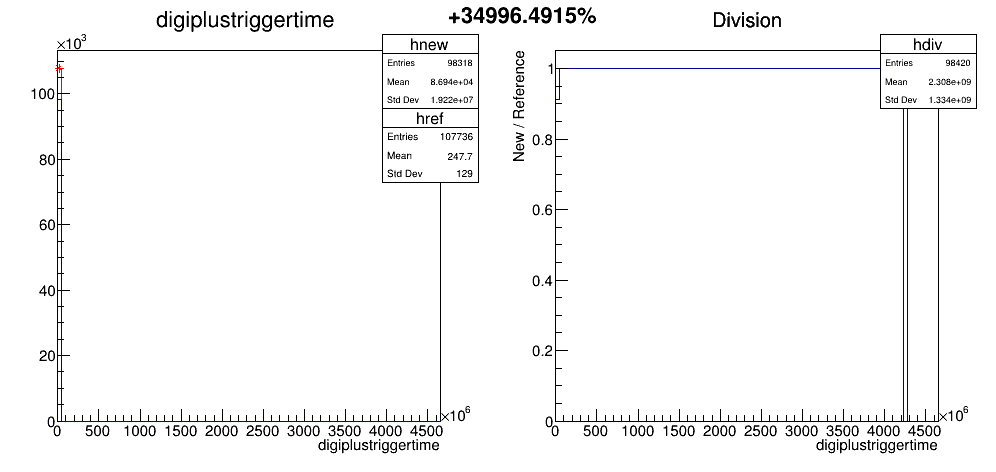 digiplustriggertime
+34996.4915%
Division
×10³
hnew
Entries 98318
Mean 8.694e+04
Std Dev 1.922e+07
href
Entries 107736
Mean 247.7
Std Dev 129
100
80
60
40
20
0
0 500 1000 1500 2000 2500 3000 3500 4000 4500
×10⁶
digiplustriggertime
hdiv
Entries 98420
Mean 2.308e+09
Std Dev 1.334e+09
New / Reference
1
0.8
0.6
0.4
0.2
0
0 500 1000 1500 2000 2500 3000 3500 4000 4500
×10⁶
digiplustriggertime